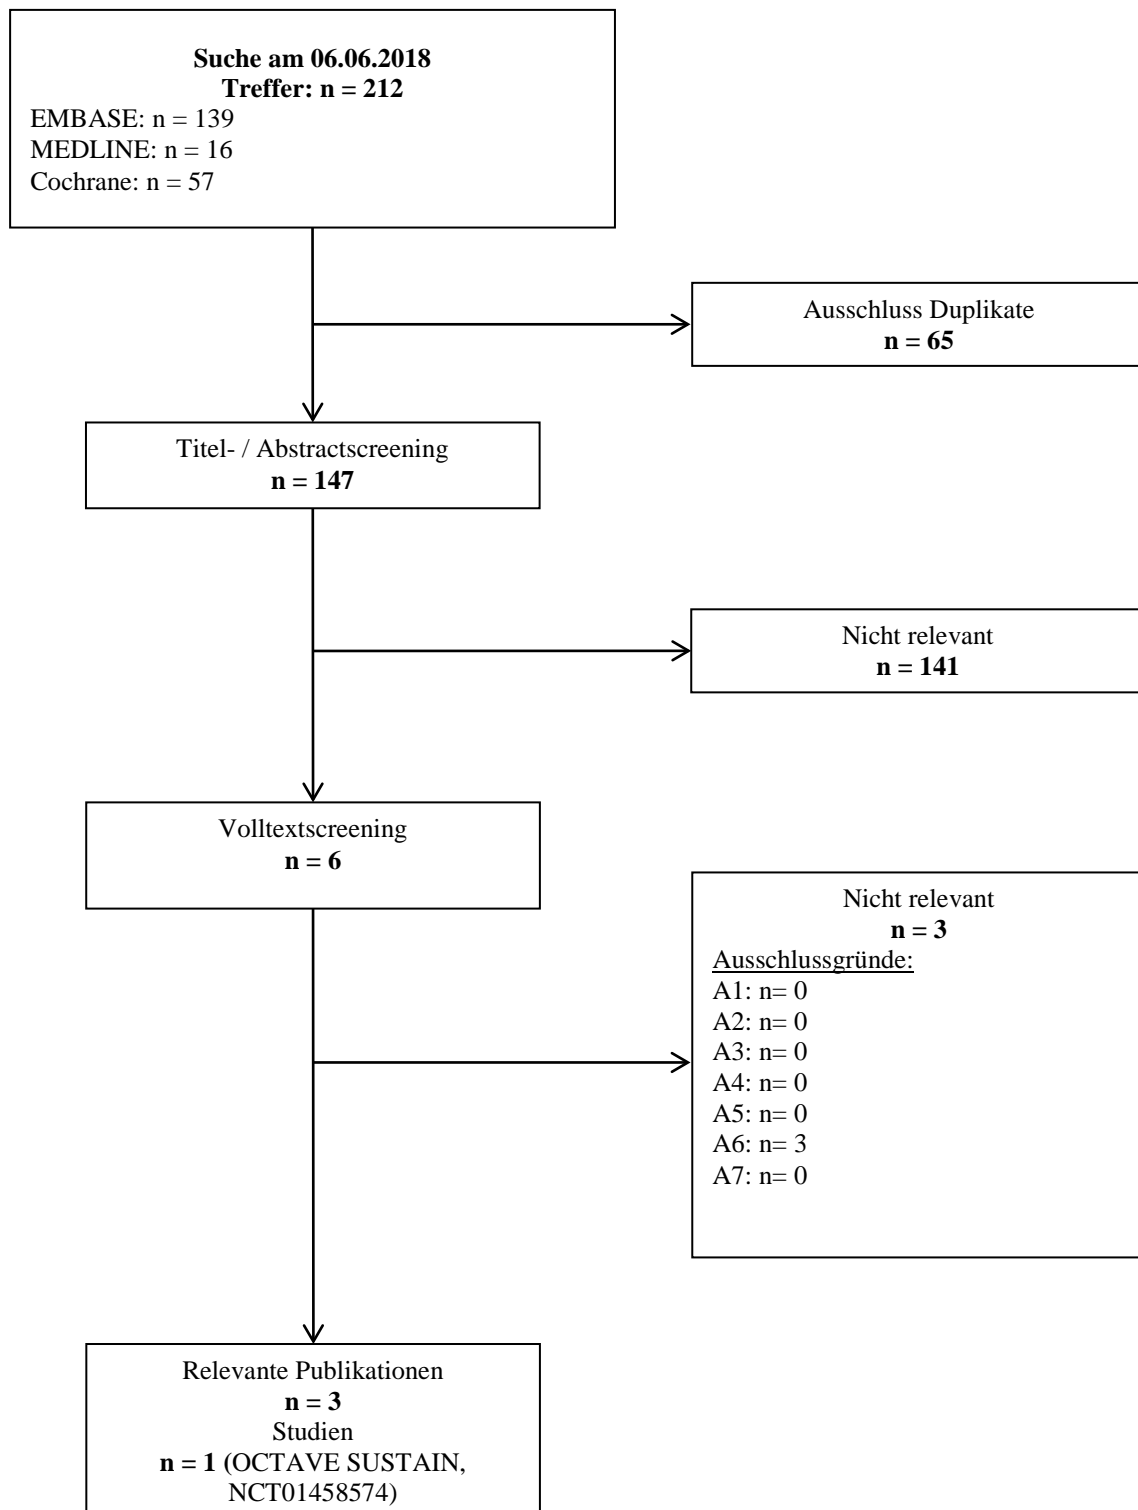 Suche am 06.06.2018
Treffer: n = 212
EMBASE: n = 139
MEDLINE: n = 16
Cochrane: n = 57
Ausschluss Duplikate
n = 65
Titel- / Abstractscreening
n = 147
Nicht relevant
n = 141
Volltextscreening
n = 6
Nicht relevant
n = 3
Ausschlussgründe:
A1: n= 0
A2: n= 0
A3: n= 0
A4: n= 0
A5: n= 0
A6: n= 3
A7: n= 0
Relevante Publikationen
n = 3
Studien
n = 1 (OCTAVE SUSTAIN,
NCT01458574)